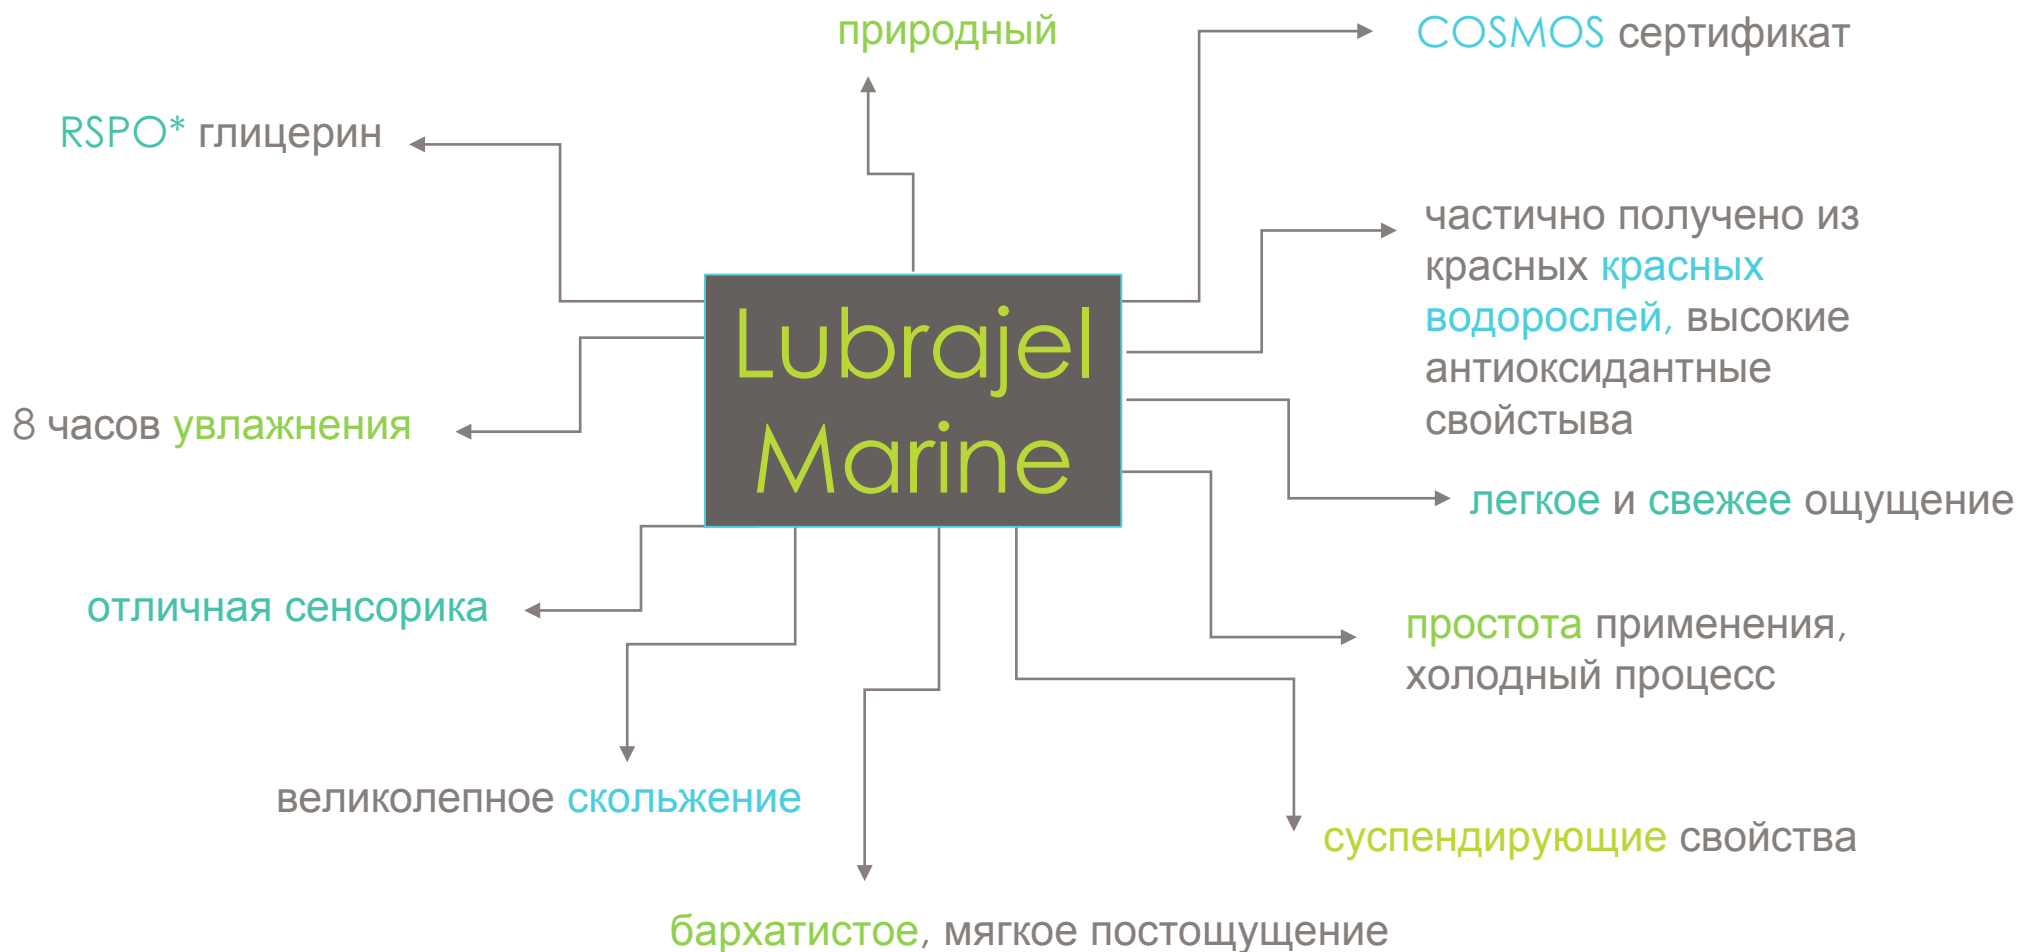 природный
COSMOS сертификат
RSPO* глицерин
частично получено из
красных красных
водорослей, высокие
антиоксидантные
свойстыва
Lubrajel
Marine
8 часов увлажнения
легкое и свежее ощущение
отличная сенсорика
простота применения,
холодный процесс
великолепное скольжение
суспендирующие свойства
бархатистое, мягкое постощущение